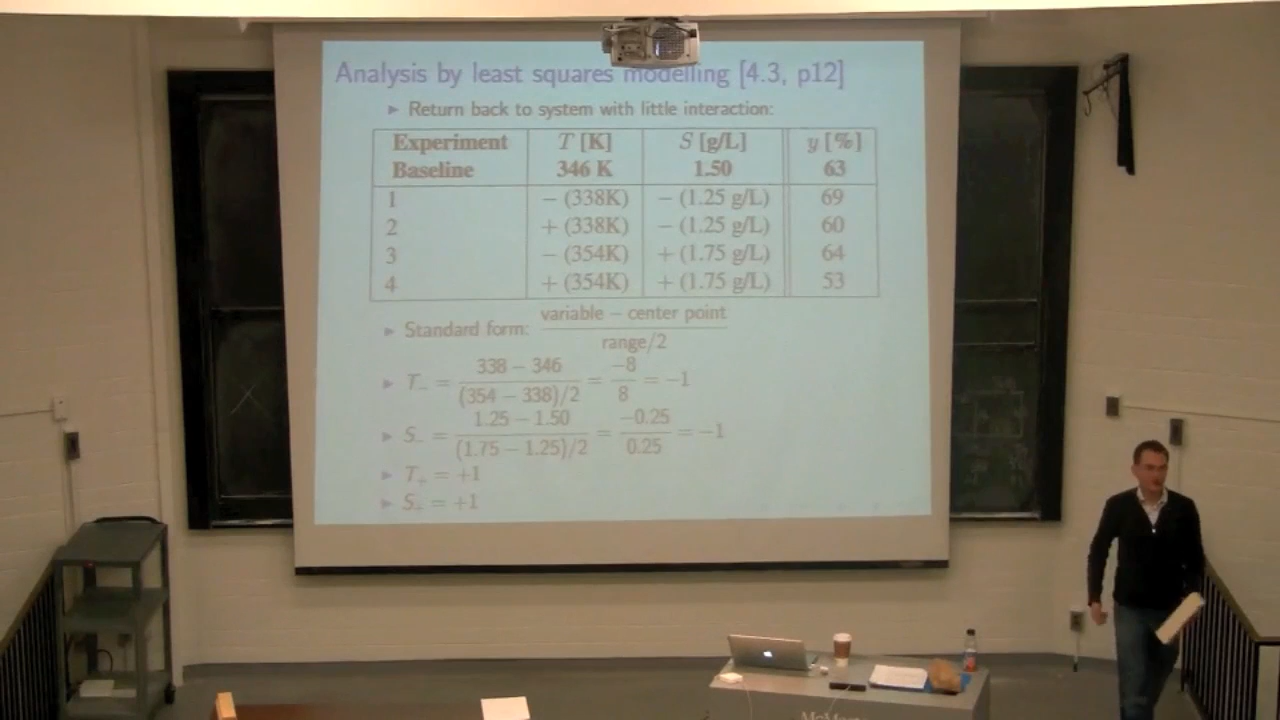 Analysis by least squares modelling [4.3, p12]
► Return back to system with little interaction:
Experiment T [K] S [g/L] y [%]
Baseline 346 K 1.50 63
1 − (338K) − (1.25 g/L) 69
2 + (338K) − (1.25 g/L) 60
3 − (354K) + (1.75 g/L) 64
4 + (354K) + (1.75 g/L) 53
► Standard form: variable − center point / range/2
► T₋ = 338 − 346 / (354 − 338)/2 = −8 / 8 = −1
► S₋ = 1.25 − 1.50 / (1.75 − 1.25)/2 = −0.25 / 0.25 = −1
► T₊ = +1
► S₊ = +1